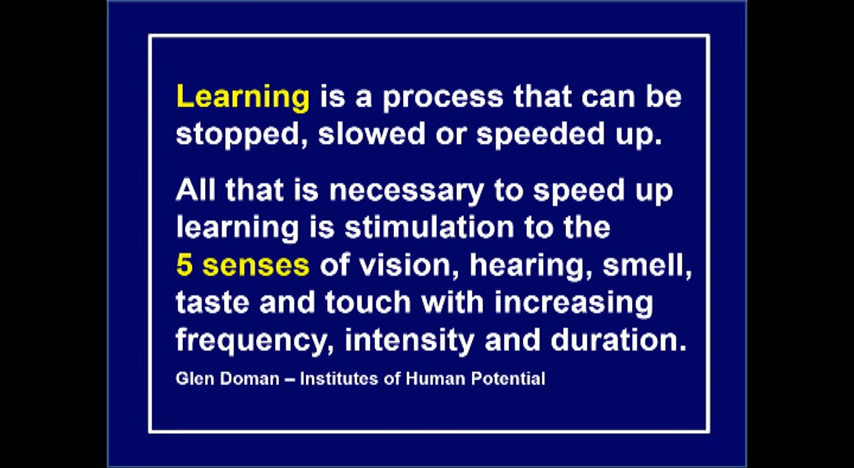 Learning is a process that can be
stopped, slowed or speeded up.
All that is necessary to speed up
learning is stimulation to the
5 senses of vision, hearing, smell,
taste and touch with increasing
frequency, intensity and duration.
Glen Doman – Institutes of Human Potential